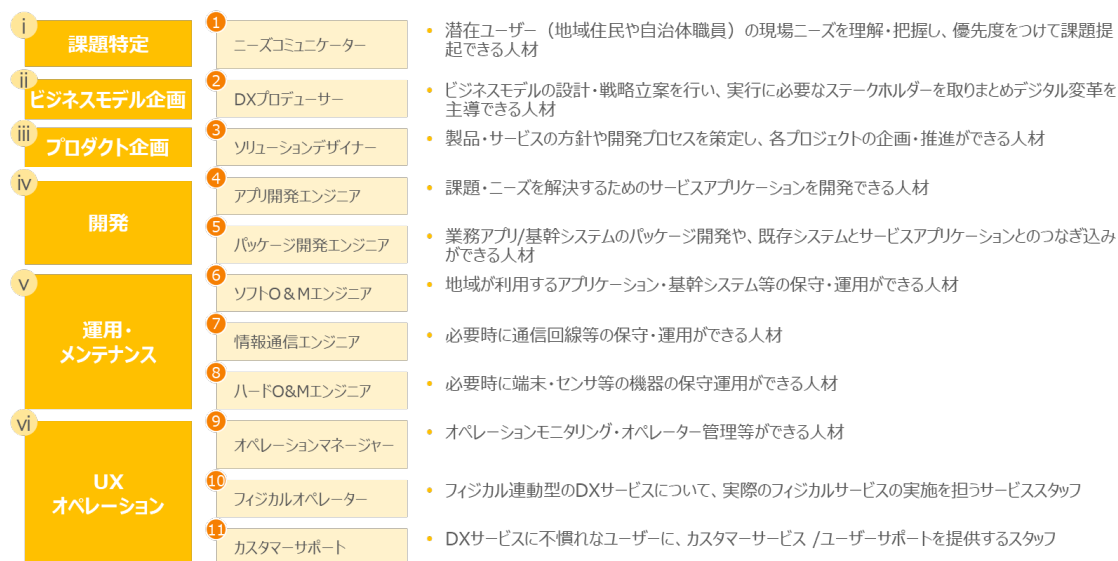 i
課題特定
1
ニーズコミュニケーター
• 潜在ユーザー（地域住民や自治体職員）の現場ニーズを理解・把握し、優先度をつけて課題提
起できる人材
ii
ビジネスモデル企画
2
DXプロデューサー
• ビジネスモデルの設計・戦略立案を行い、実行に必要なステークホルダーを取りまとめデジタル変革を
主導できる人材
iii
プロダクト企画
3
ソリューションデザイナー
• 製品・サービスの方針や開発プロセスを策定し、各プロジェクトの企画・推進ができる人材
iv
開発
4
アプリ開発エンジニア
• 課題・ニーズを解決するためのサービスアプリケーションを開発できる人材
5
パッケージ開発エンジニア
• 業務アプリ/基幹システムのパッケージ開発や、既存システムとサービスアプリケーションとのつなぎ込み
ができる人材
v
運用・
メンテナンス
6
ソフトO＆Mエンジニア
• 地域が利用するアプリケーション・基幹システム等の保守・運用ができる人材
7
情報通信エンジニア
• 必要時に通信回線等の保守・運用ができる人材
8
ハードO&Mエンジニア
• 必要時に端末・センサ等の機器の保守運用ができる人材
vi
UX
オペレーション
9
オペレーションマネージャー
• オペレーションモニタリング・オペレーター管理等ができる人材
10
フィジカルオペレーター
• フィジカル連動型のDXサービスについて、実際のフィジカルサービスの実施を担うサービススタッフ
11
カスタマーサポート
• DXサービスに不慣れなユーザーに、カスタマーサービス /ユーザーサポートを提供するスタッフ